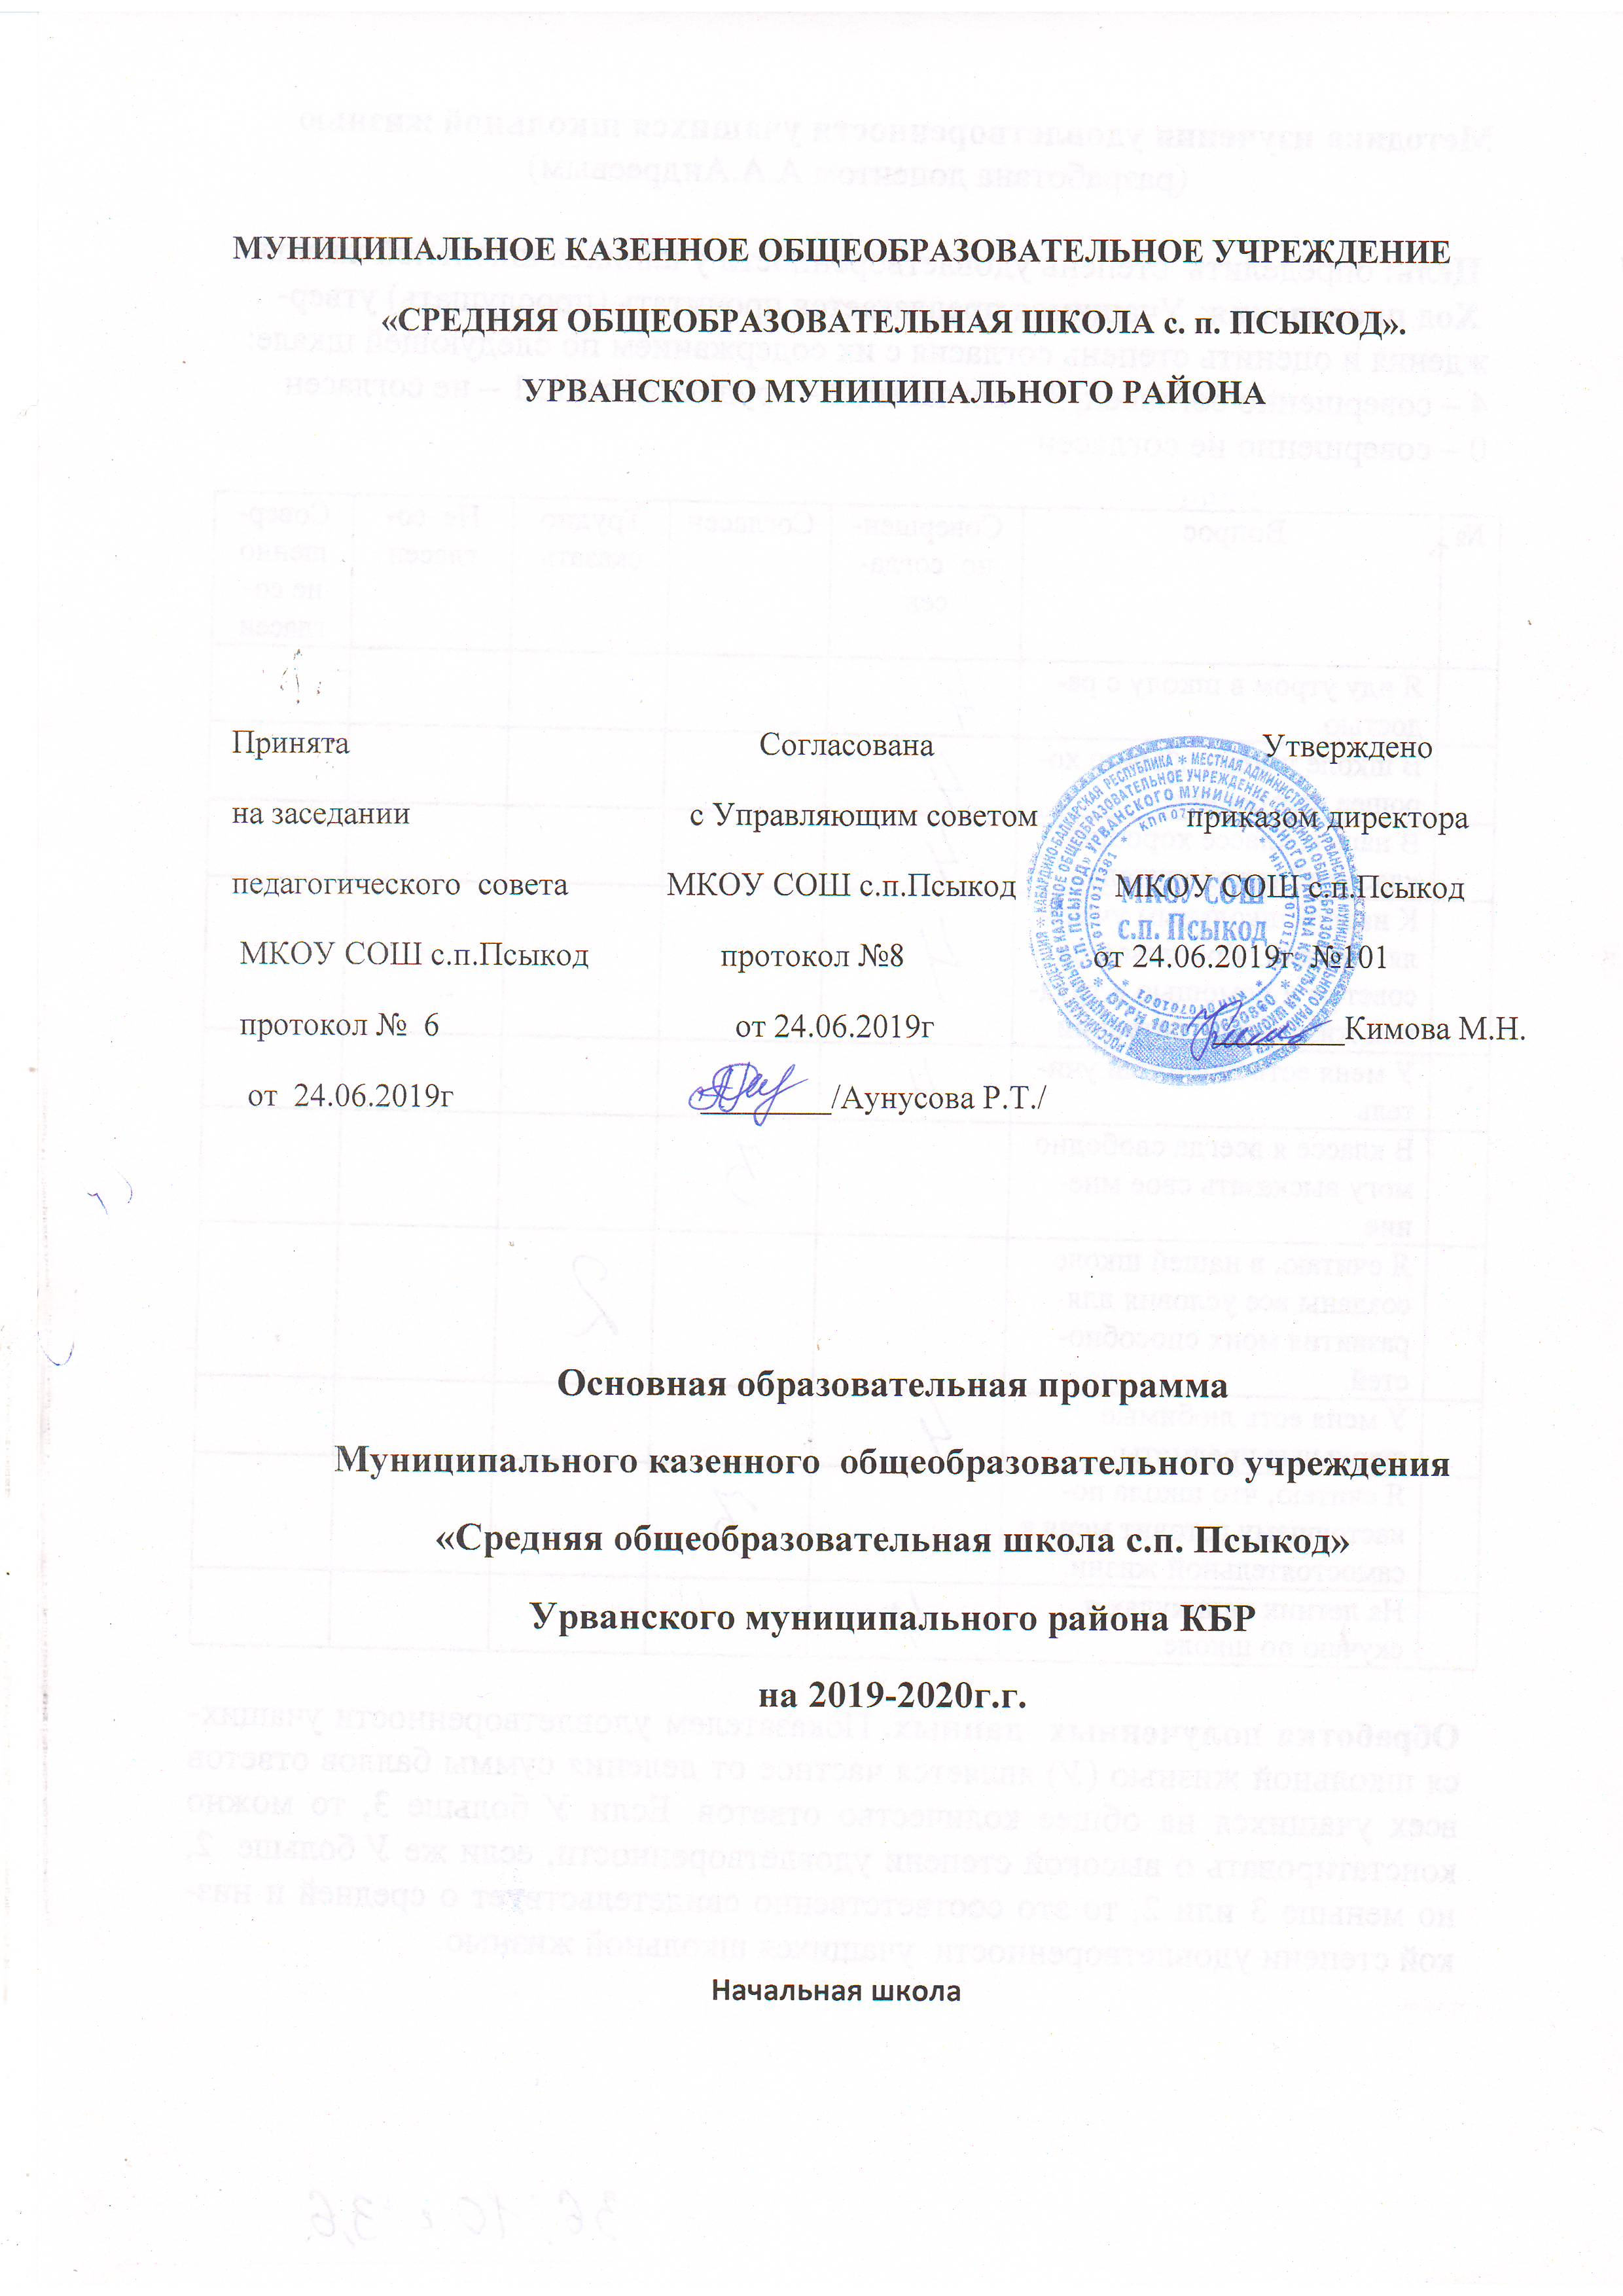 МУНИЦИПАЛЬНОЕ КАЗЕННОЕ ОБЩЕОБРАЗОВАТЕЛЬНОЕ УЧРЕЖДЕНИЕ
«СРЕДНЯЯ ОБЩЕОБРАЗОВАТЕЛЬНАЯ ШКОЛА с. п. ПСЫКОД».
УРВАНСКОГО МУНИЦИПАЛЬНОГО РАЙОНА
Принята Согласована Утверждено
на заседании с Управляющим советом приказом директора
педагогического совета МКОУ СОШ с.п.Псыкод МКОУ СОШ с.п.Псыкод
МКОУ СОШ с.п.Псыкод протокол №8 от 24.06.2019г №101
протокол № 6 от 24.06.2019г Кимова М.Н.
от 24.06.2019г /Аунусова Р.Т./
МКОУ СОШ
с.п. Псыкод
Основная образовательная программа
Муниципального казенного общеобразовательного учреждения
«Средняя общеобразовательная школа с.п. Псыкод»
Урванского муниципального района КБР
на 2019-2020г.г.
Начальная школа